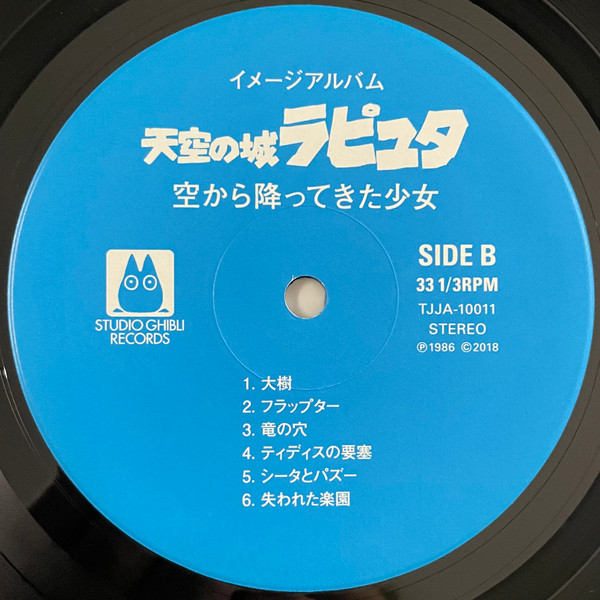 イメージアルバム
天空の城ラピュタ
空から降ってきた少女
SIDE B
33 1/3RPM
TJJA-10011
STEREO
Ⓟ1986 Ⓒ2018
STUDIO GHIBLI
RECORDS
1. 大樹
2. フラップター
3. 竜の穴
4. ティディスの要塞
5. シータとパズー
6. 失われた楽園